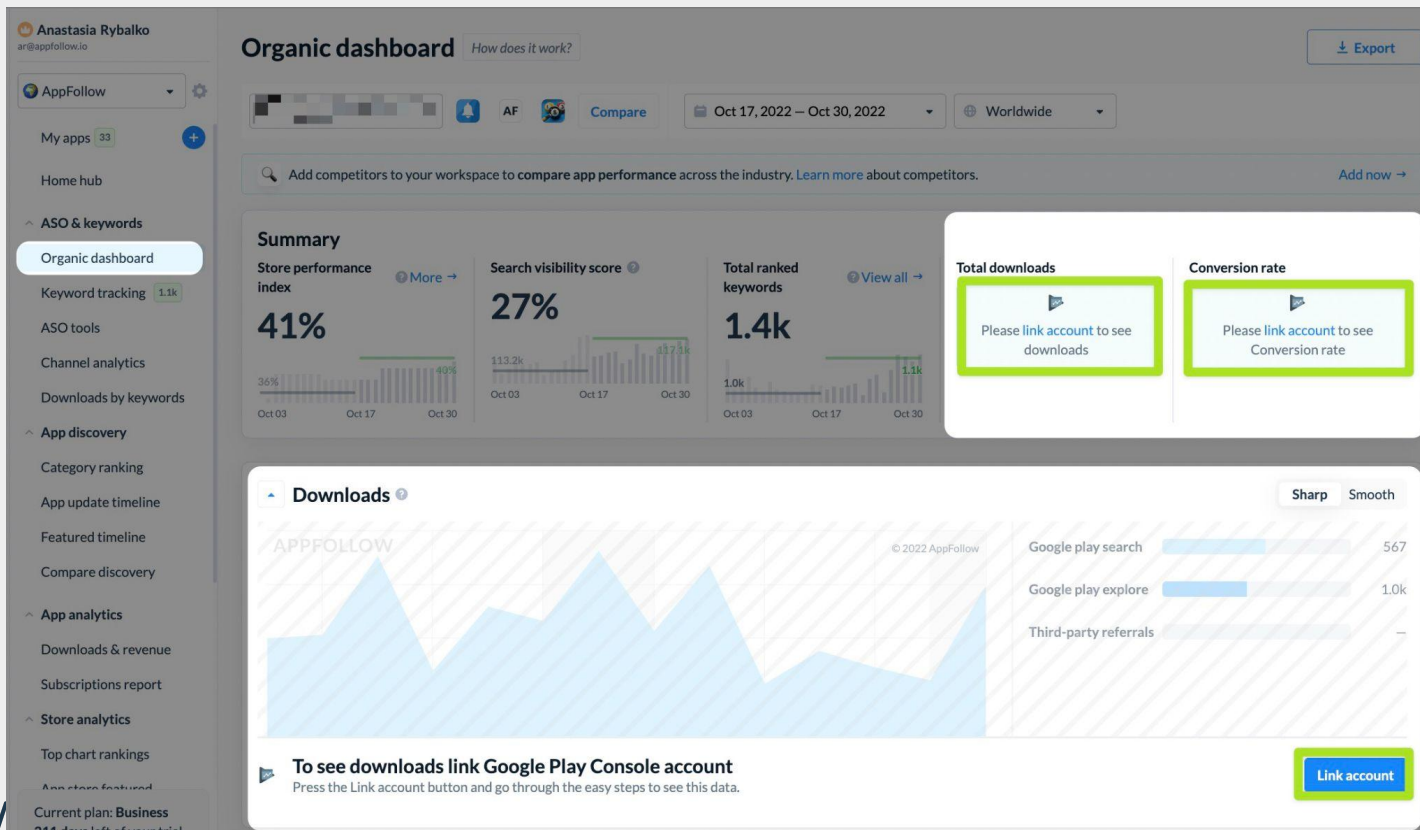 Anastasia Rybalko
ar@appfollow.io
AppFollow
My apps 33
Home hub
ASO & keywords
Organic dashboard
Keyword tracking 1.1k
ASO tools
Channel analytics
Downloads by keywords
App discovery
Category ranking
App update timeline
Featured timeline
Compare discovery
App analytics
Downloads & revenue
Subscriptions report
Store analytics
Top chart rankings
App store featured
Current plan: Business
211 days left of your trial
Organic dashboard How does it work?
Export
AF
Compare
Oct 17, 2022 — Oct 30, 2022
Worldwide
Add competitors to your workspace to compare app performance across the industry. Learn more about competitors.
Add now →
Summary
Store performance
index
More →
41%
36%
40%
Oct 03 Oct 17 Oct 30
Search visibility score
27%
113.2k
117.1k
Oct 03 Oct 17 Oct 30
Total ranked
keywords
View all →
1.4k
1.0k
1.1k
Oct 03 Oct 17 Oct 30
Total downloads
Please link account to see
downloads
Conversion rate
Please link account to see
Conversion rate
Downloads
Sharp Smooth
APPFOLLOW
© 2022 AppFollow
Google play search 567
Google play explore 1.0k
Third-party referrals —
To see downloads link Google Play Console account
Press the Link account button and go through the easy steps to see this data.
Link account